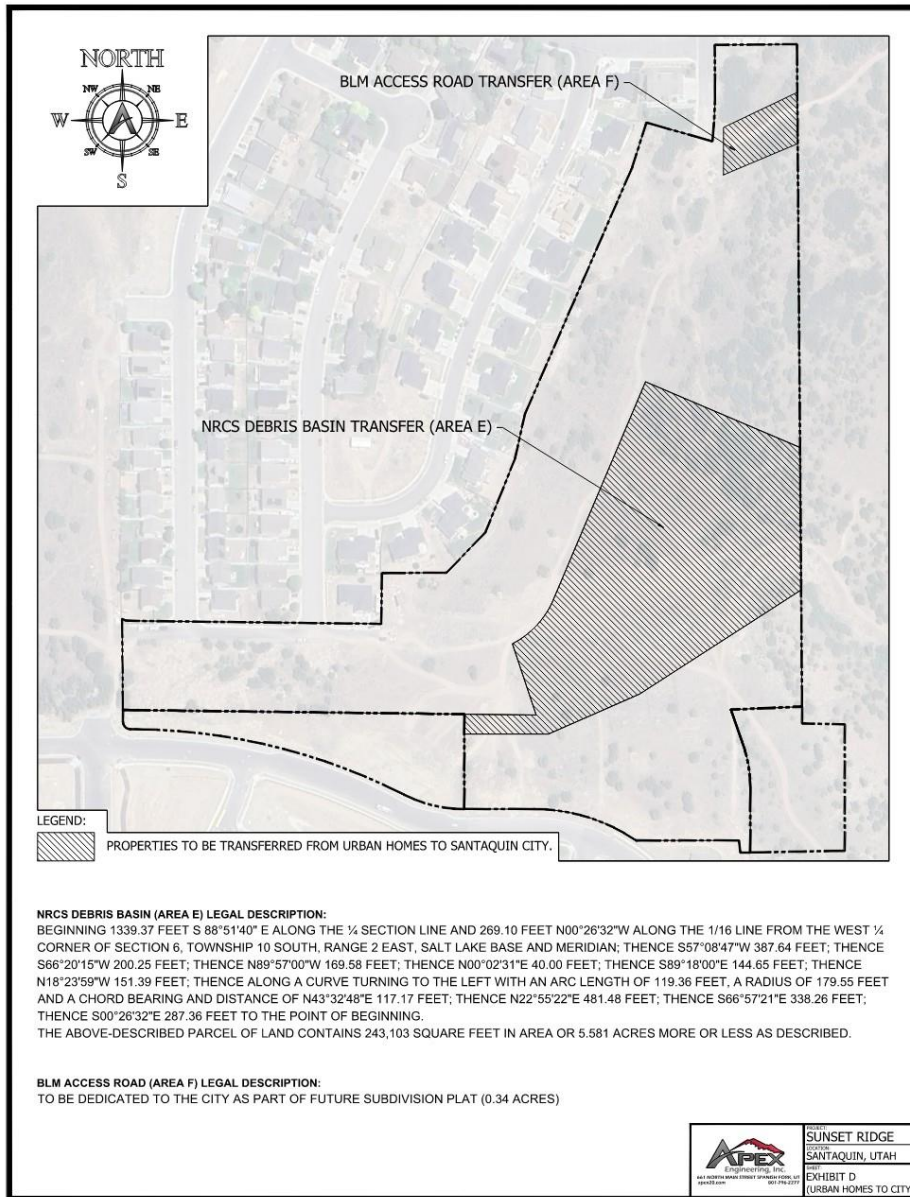 NORTH
NW
NE
W
E
SW
SE
S
BLM ACCESS ROAD TRANSFER (AREA F)
NRCS DEBRIS BASIN TRANSFER (AREA E)
LEGEND:
PROPERTIES TO BE TRANSFERRED FROM URBAN HOMES TO SANTAQUIN CITY.
NRCS DEBRIS BASIN (AREA E) LEGAL DESCRIPTION:
BEGINNING 1339.37 FEET S 88°51'40" E ALONG THE ¼ SECTION LINE AND 269.10 FEET N00°26'32"W ALONG THE 1/16 LINE FROM THE WEST ¼
CORNER OF SECTION 6, TOWNSHIP 10 SOUTH, RANGE 2 EAST, SALT LAKE BASE AND MERIDIAN; THENCE S57°08'47"W 387.64 FEET; THENCE
S66°20'15"W 200.25 FEET; THENCE N89°57'00"W 169.58 FEET; THENCE N00°02'31"E 40.00 FEET; THENCE S89°18'00"E 144.65 FEET; THENCE
N18°23'59"W 151.39 FEET; THENCE ALONG A CURVE TURNING TO THE LEFT WITH AN ARC LENGTH OF 119.36 FEET, A RADIUS OF 179.55 FEET
AND A CHORD BEARING AND DISTANCE OF N43°32'48"E 117.17 FEET; THENCE N22°55'22"E 481.48 FEET; THENCE S66°57'21"E 338.26 FEET;
THENCE S00°26'32"E 287.36 FEET TO THE POINT OF BEGINNING.
THE ABOVE-DESCRIBED PARCEL OF LAND CONTAINS 243,103 SQUARE FEET IN AREA OR 5.581 ACRES MORE OR LESS AS DESCRIBED.
BLM ACCESS ROAD (AREA F) LEGAL DESCRIPTION:
TO BE DEDICATED TO THE CITY AS PART OF FUTURE SUBDIVISION PLAT (0.34 ACRES)
APEX
Engineering, Inc.
661 NORTH MAIN STREET SPANISH FORK, UT
PROJECT:
SUNSET RIDGE
LOCATION:
SANTAQUIN, UTAH
SHEET:
EXHIBIT D
(URBAN HOMES TO CITY